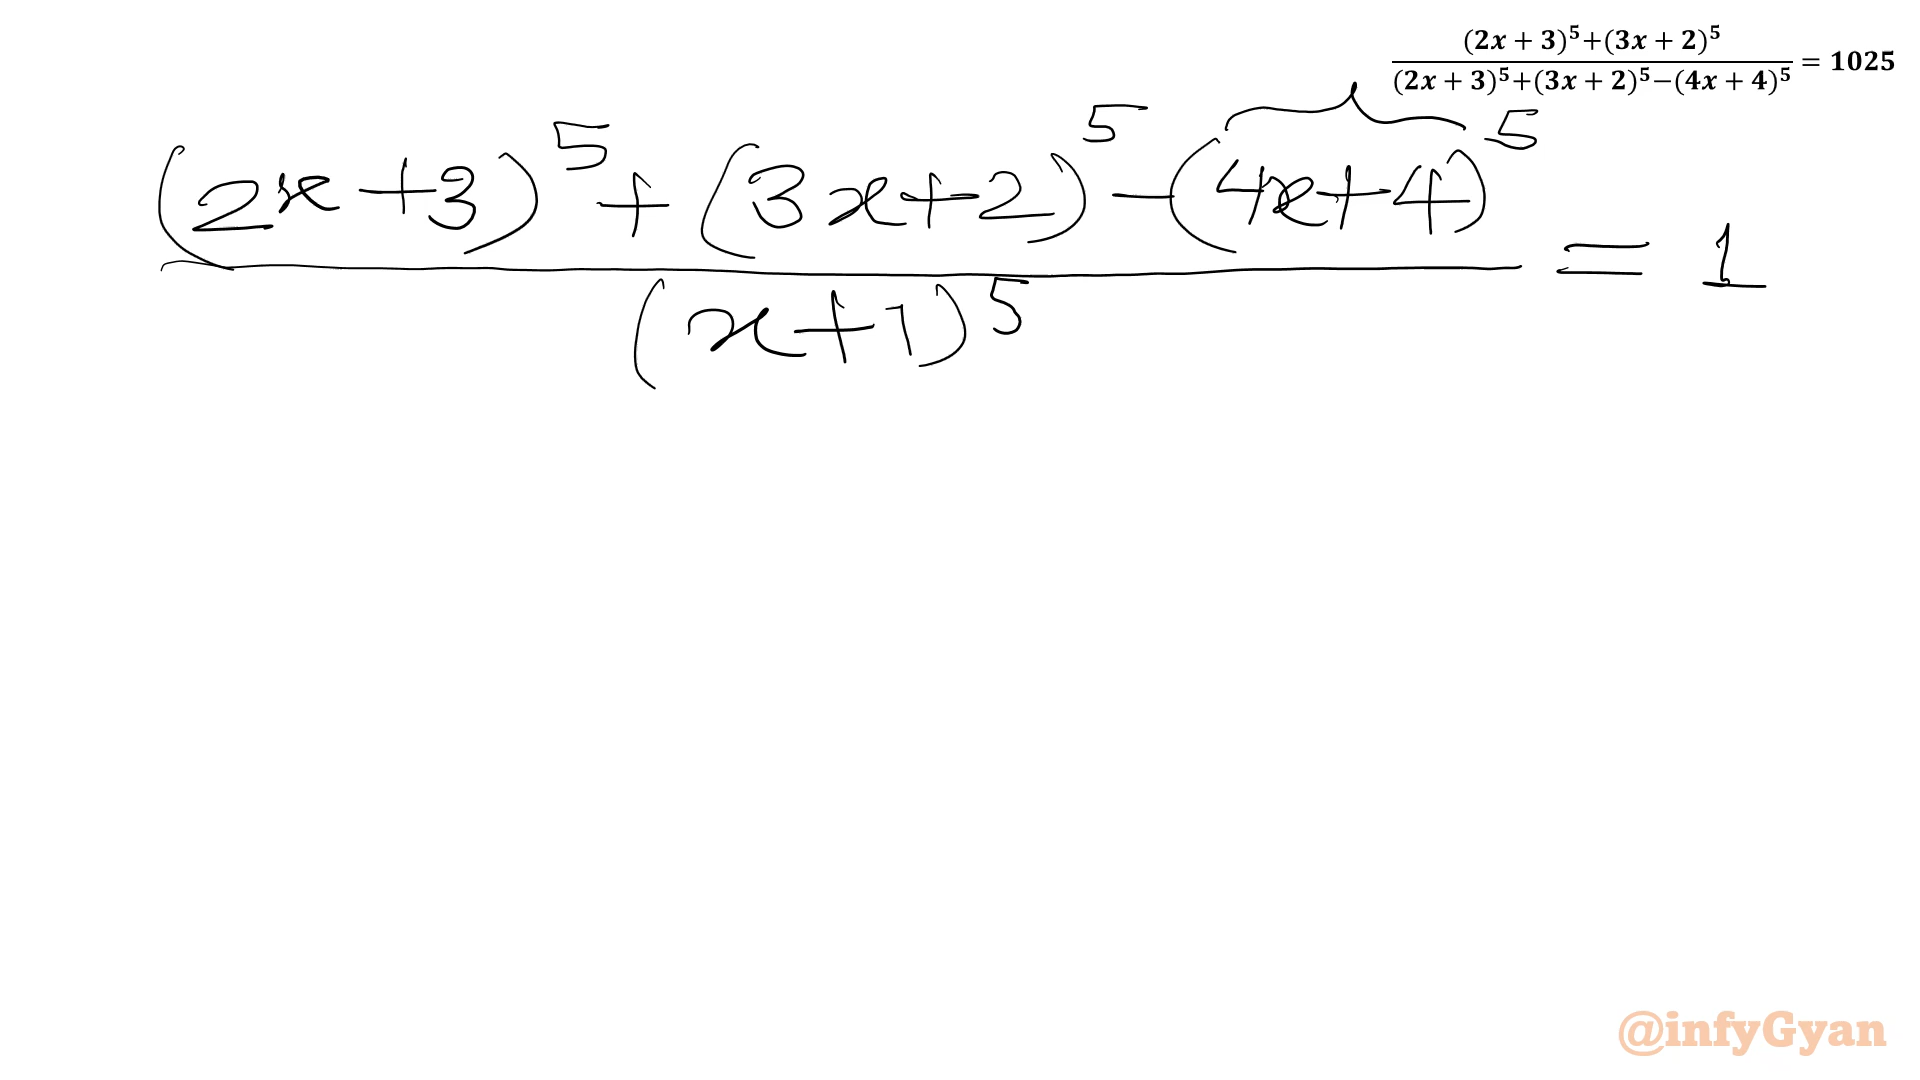 (2x + 3)⁵+(3x + 2)⁵
(2x + 3)⁵+(3x + 2)⁵−(4x + 4)⁵ = 1025
(2x+3)⁵ + (3x+2)⁵ − (4x+4)⁵
(x+1)⁵ = 1
@infyGyan